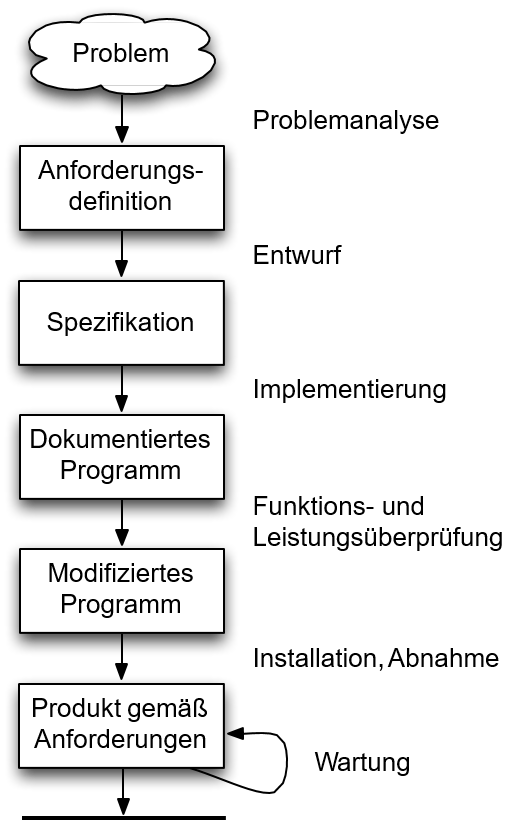 Problem
Problemanalyse
Anforderungs-
definition
Entwurf
Spezifikation
Implementierung
Dokumentiertes
Programm
Funktions- und
Leistungsüberprüfung
Modifiziertes
Programm
Installation, Abnahme
Produkt gemäß
Anforderungen
Wartung